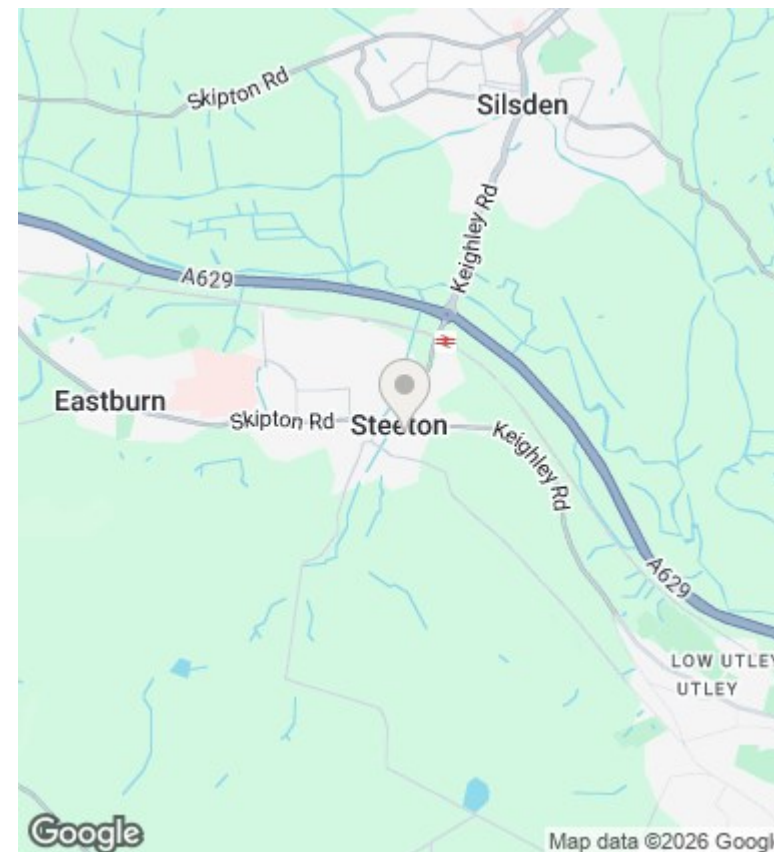 Skipton Rd
Silsden
Keighley Rd
A629
Eastburn
Skipton Rd
Steeton
Keighley Rd
A629
LOW UTLEY
UTLEY
Google
Map data ©2026 Google